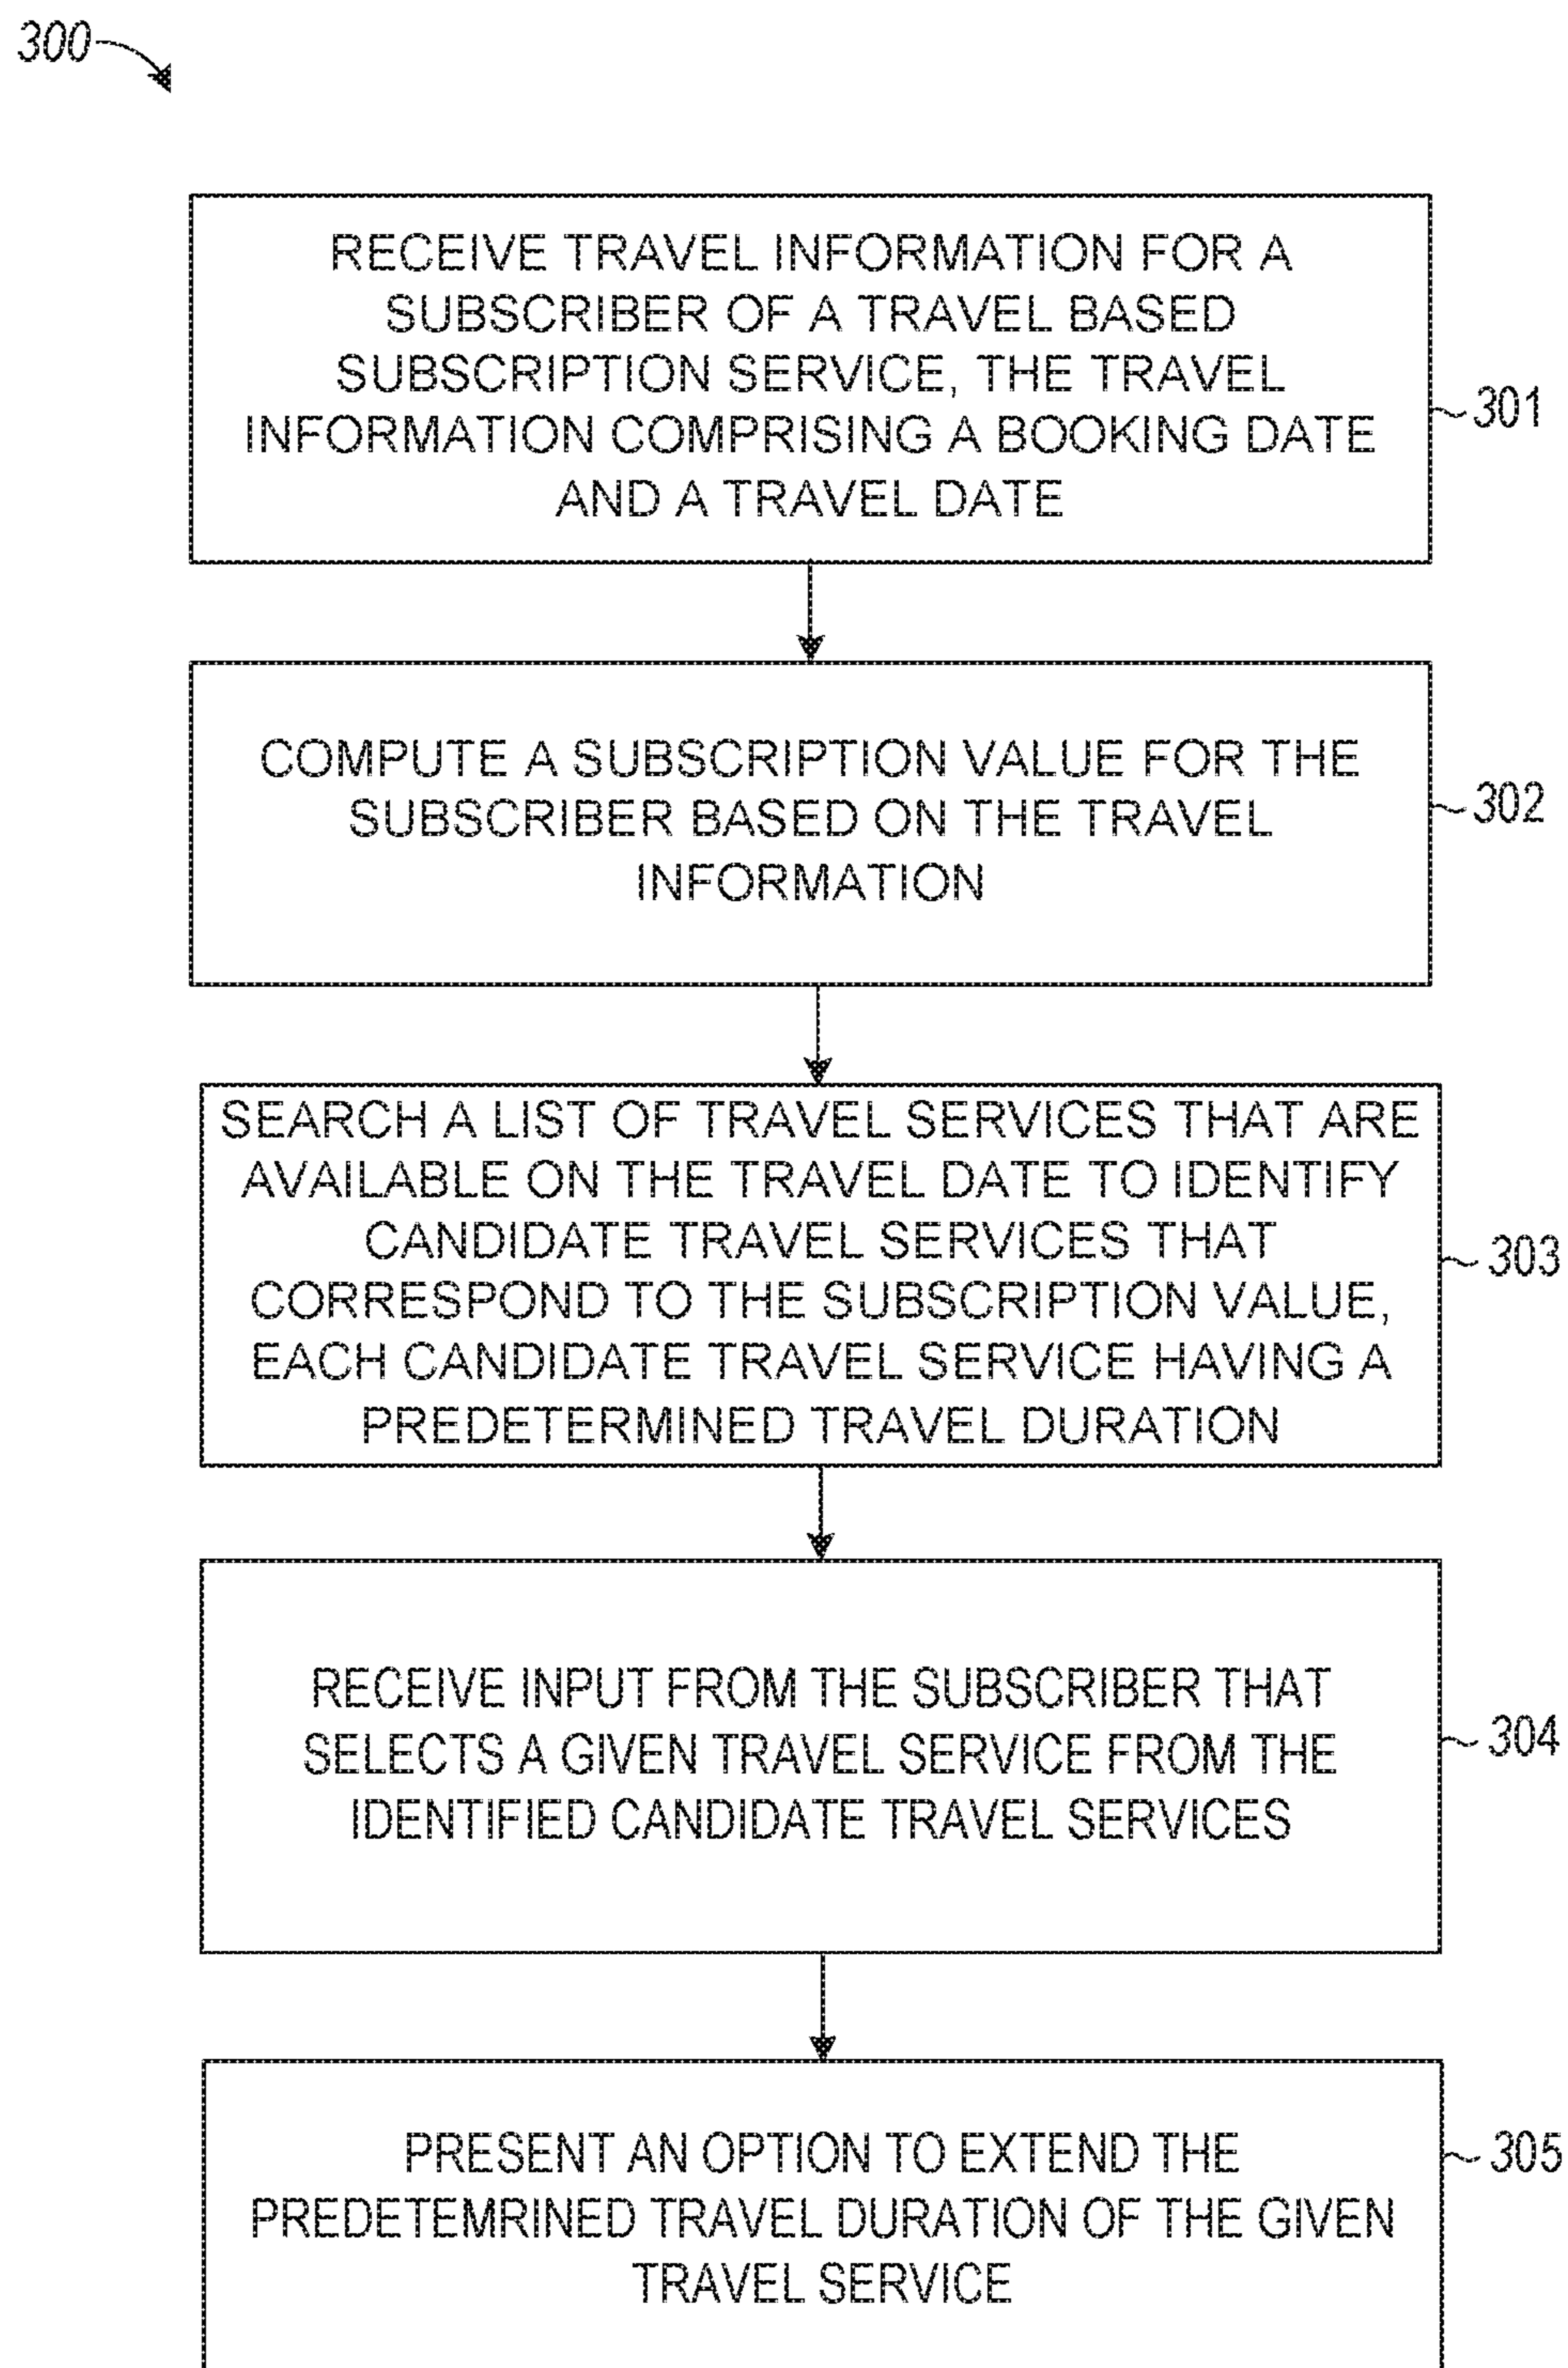 300
RECEIVE TRAVEL INFORMATION FOR A
SUBSCRIBER OF A TRAVEL BASED
SUBSCRIPTION SERVICE, THE TRAVEL
INFORMATION COMPRISING A BOOKING DATE
AND A TRAVEL DATE
301
COMPUTE A SUBSCRIPTION VALUE FOR THE
SUBSCRIBER BASED ON THE TRAVEL
INFORMATION
302
SEARCH A LIST OF TRAVEL SERVICES THAT ARE
AVAILABLE ON THE TRAVEL DATE TO IDENTIFY
CANDIDATE TRAVEL SERVICES THAT
CORRESPOND TO THE SUBSCRIPTION VALUE,
EACH CANDIDATE TRAVEL SERVICE HAVING A
PREDETERMINED TRAVEL DURATION
303
RECEIVE INPUT FROM THE SUBSCRIBER THAT
SELECTS A GIVEN TRAVEL SERVICE FROM THE
IDENTIFIED CANDIDATE TRAVEL SERVICES
304
PRESENT AN OPTION TO EXTEND THE
PREDETEMRINED TRAVEL DURATION OF THE GIVEN
TRAVEL SERVICE
305